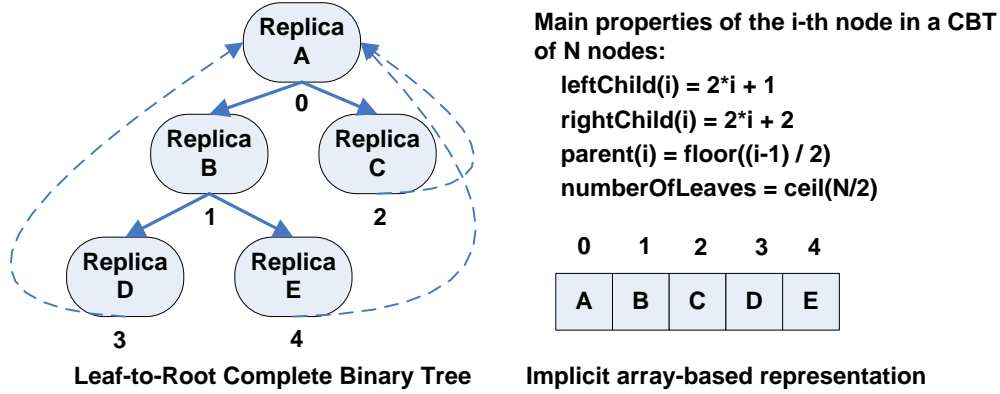 Replica
A
0
Replica
B
1
Replica
C
2
Replica
D
3
Replica
E
4
Leaf-to-Root Complete Binary Tree
Main properties of the i-th node in a CBT
of N nodes:
leftChild(i) = 2*i + 1
rightChild(i) = 2*i + 2
parent(i) = floor((i-1) / 2)
numberOfLeaves = ceil(N/2)
0 1 2 3 4
A B C D E
Implicit array-based representation